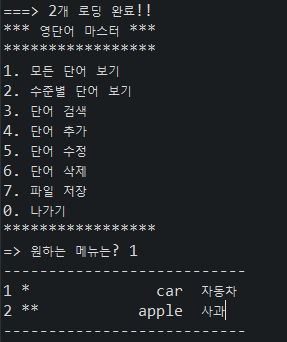 ===> 2개 로딩 완료!!
*** 영단어 마스터 ***
*****************
1. 모든 단어 보기
2. 수준별 단어 보기
3. 단어 검색
4. 단어 추가
5. 단어 수정
6. 단어 삭제
7. 파일 저장
0. 나가기
*****************
=> 원하는 메뉴는? 1
---------------------------
1 *              car  자동차
2 **           apple  사과
---------------------------